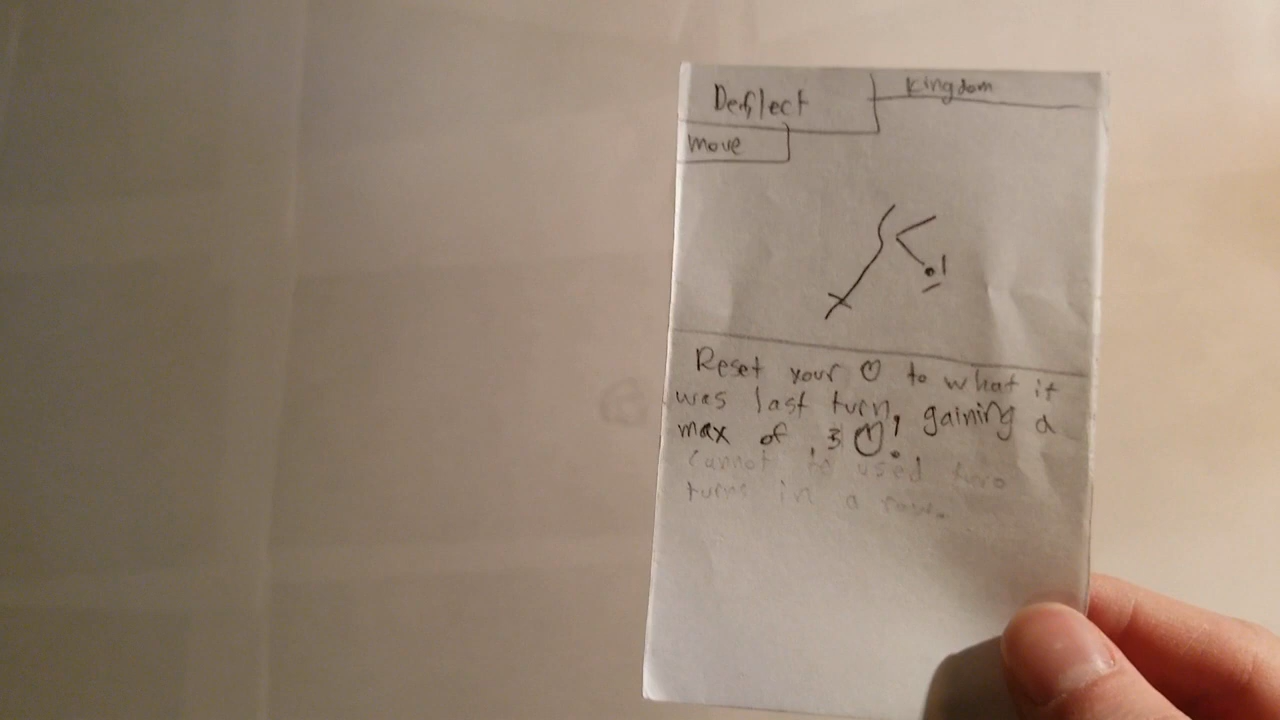 Deflect
Kingdom
Move
Reset your to what it
was last turn, gaining a
max of 3 .
Cannot be used two
turns in a row.